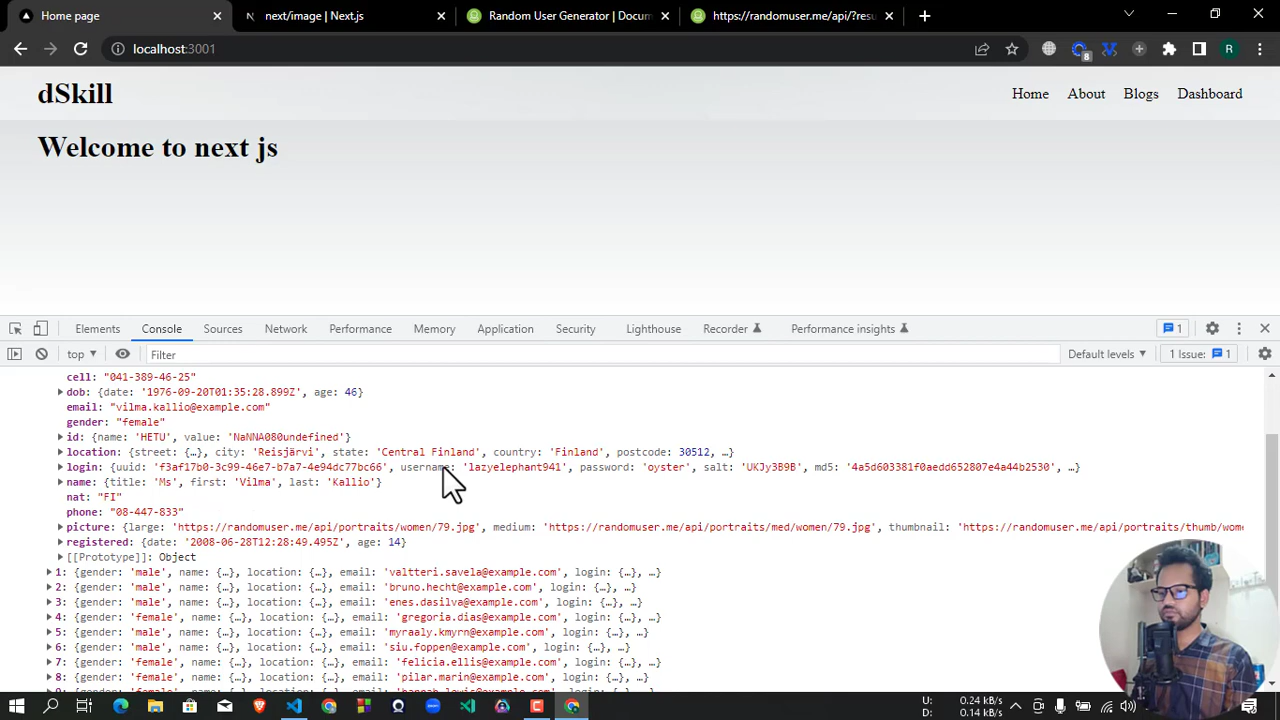 Home page
next/image | Next.js
Random User Generator | Docum
https://randomuser.me/api/?resu
localhost:3001
8
R
dSkill
Home
About
Blogs
Dashboard
Welcome to next js
Elements
Console
Sources
Network
Performance
Memory
Application
Security
Lighthouse
Recorder
Performance insights
1
top
Filter
Default levels
1 Issue:
1
cell: "041-389-46-25"
dob: {date: '1976-09-20T01:35:28.899Z', age: 46}
email: "vilma.kallio@example.com"
gender: "female"
id: {name: 'HETU', value: 'NaNNA080undefined'}
location: {street: {…}, city: 'Reisjärvi', state: 'Central Finland', country: 'Finland', postcode: 30512, …}
login: {uuid: 'f3af17b0-3c99-46e7-b7a7-4e94dc77bc66', username: 'lazyelephant941', password: 'oyster', salt: 'UKJy3B9B', md5: '4a5d603381f0aedd652807e4a44b2530', …}
name: {title: 'Ms', first: 'Vilma', last: 'Kallio'}
nat: "FI"
phone: "08-447-833"
picture: {large: 'https://randomuser.me/api/portraits/women/79.jpg', medium: 'https://randomuser.me/api/portraits/med/women/79.jpg', thumbnail: 'https://randomuser.me/api/portraits/thumb/wome
registered: {date: '2008-06-28T12:28:49.495Z', age: 14}
[[Prototype]]: Object
1: {gender: 'male', name: {…}, location: {…}, email: 'valtteri.savela@example.com', login: {…}, …}
2: {gender: 'male', name: {…}, location: {…}, email: 'bruno.hecht@example.com', login: {…}, …}
3: {gender: 'male', name: {…}, location: {…}, email: 'enes.dasilva@example.com', login: {…}, …}
4: {gender: 'female', name: {…}, location: {…}, email: 'gregoria.dias@example.com', login: {…}, …}
5: {gender: 'male', name: {…}, location: {…}, email: 'myraaly.kmyrn@example.com', login: {…}, …}
6: {gender: 'male', name: {…}, location: {…}, email: 'siu.foppen@example.com', login: {…}, …}
7: {gender: 'female', name: {…}, location: {…}, email: 'felicia.ellis@example.com', login: {…}, …}
8: {gender: 'female', name: {…}, location: {…}, email: 'pilar.marin@example.com', login: {…}, …}
U: 0.24 kB/s
D: 0.14 kB/s